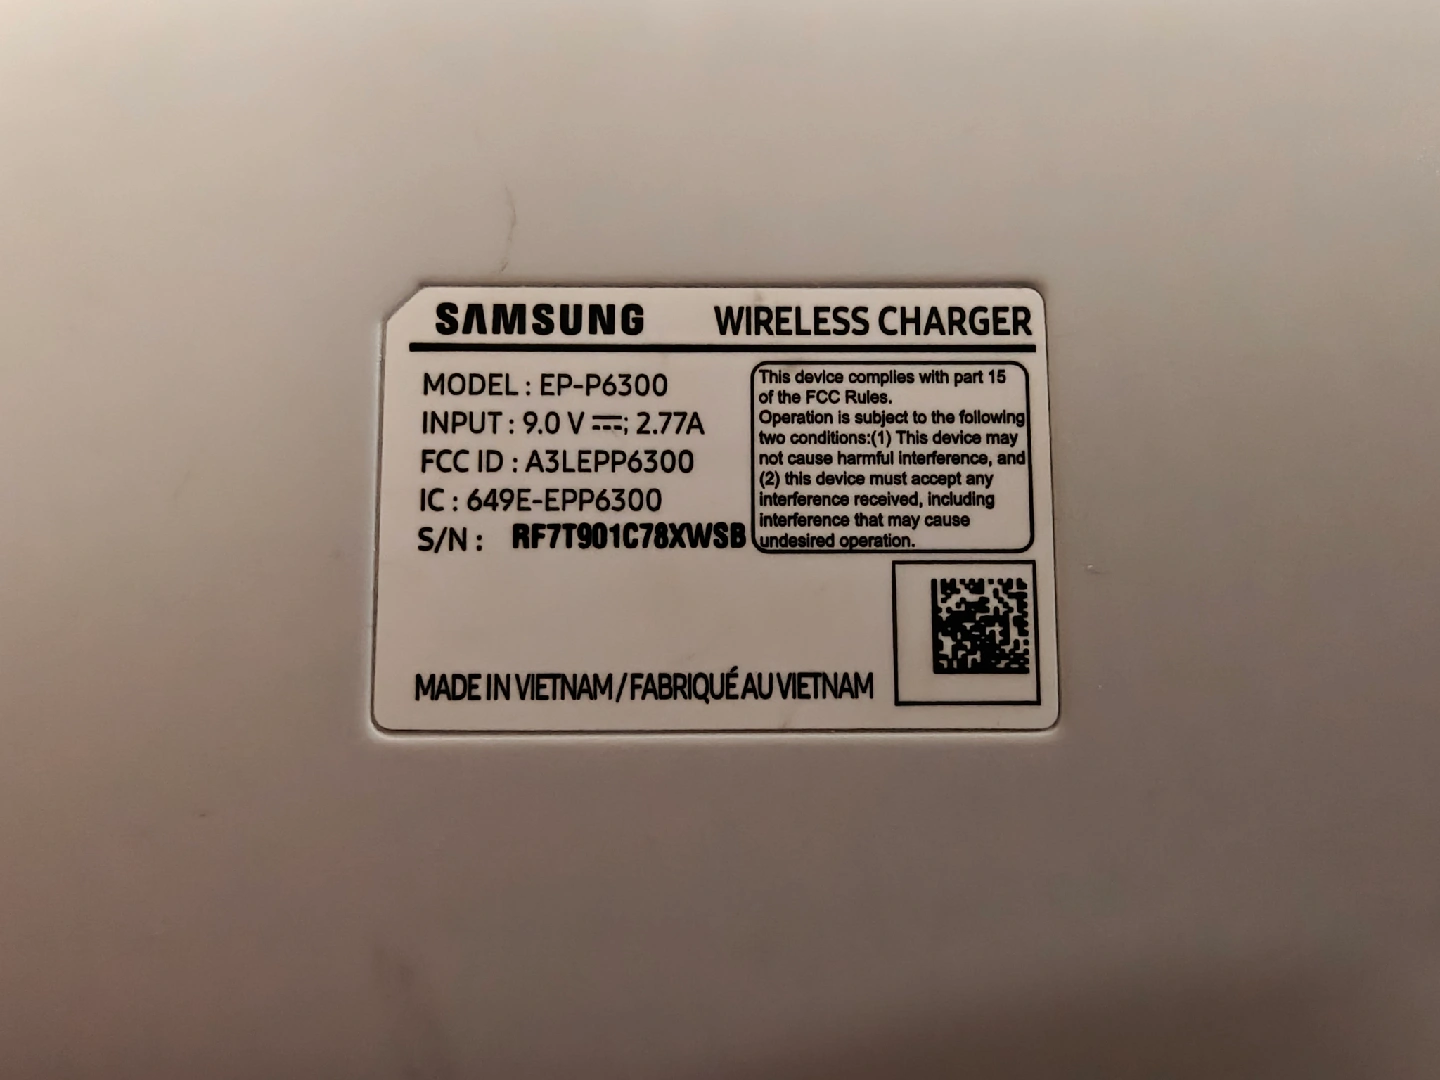 SAMSUNG WIRELESS CHARGER
MODEL : EP-P6300
INPUT : 9.0 V ⎓; 2.77A
FCC ID : A3LEPP6300
IC : 649E-EPP6300
S/N : RF7T901C78XWSB
This device complies with part 15
of the FCC Rules.
Operation is subject to the following
two conditions:(1) This device may
not cause harmful interference, and
(2) this device must accept any
interference received, including
interference that may cause
undesired operation.
MADE IN VIETNAM / FABRIQUÉ AU VIETNAM